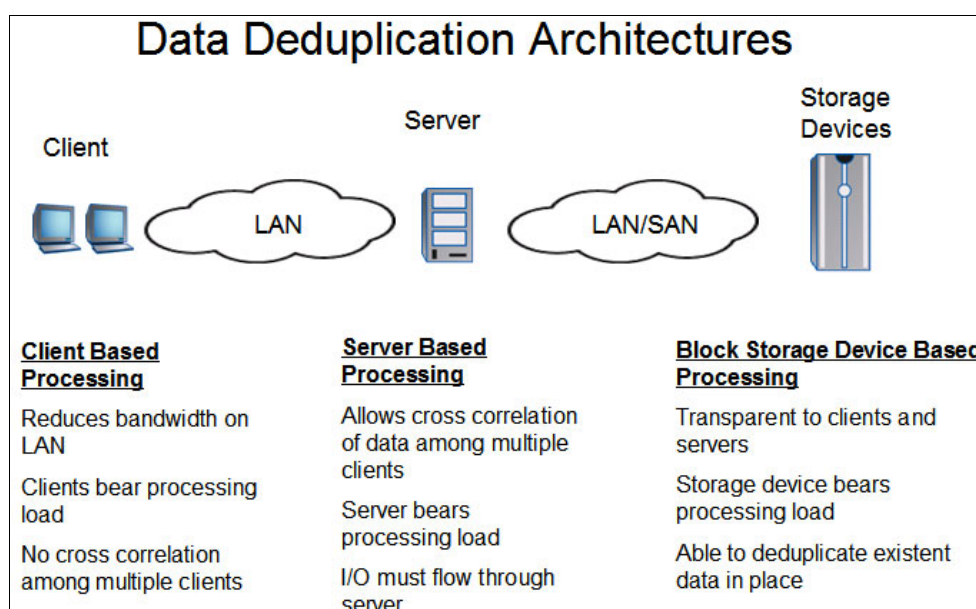 Data Deduplication Architectures
Client
Server
Storage
Devices
LAN
LAN/SAN
Client Based
Processing
Reduces bandwidth on
LAN
Clients bear processing
load
No cross correlation
among multiple clients
Server Based
Processing
Allows cross correlation
of data among multiple
clients
Server bears
processing load
I/O must flow through
server
Block Storage Device Based
Processing
Transparent to clients and
servers
Storage device bears
processing load
Able to deduplicate existent
data in place